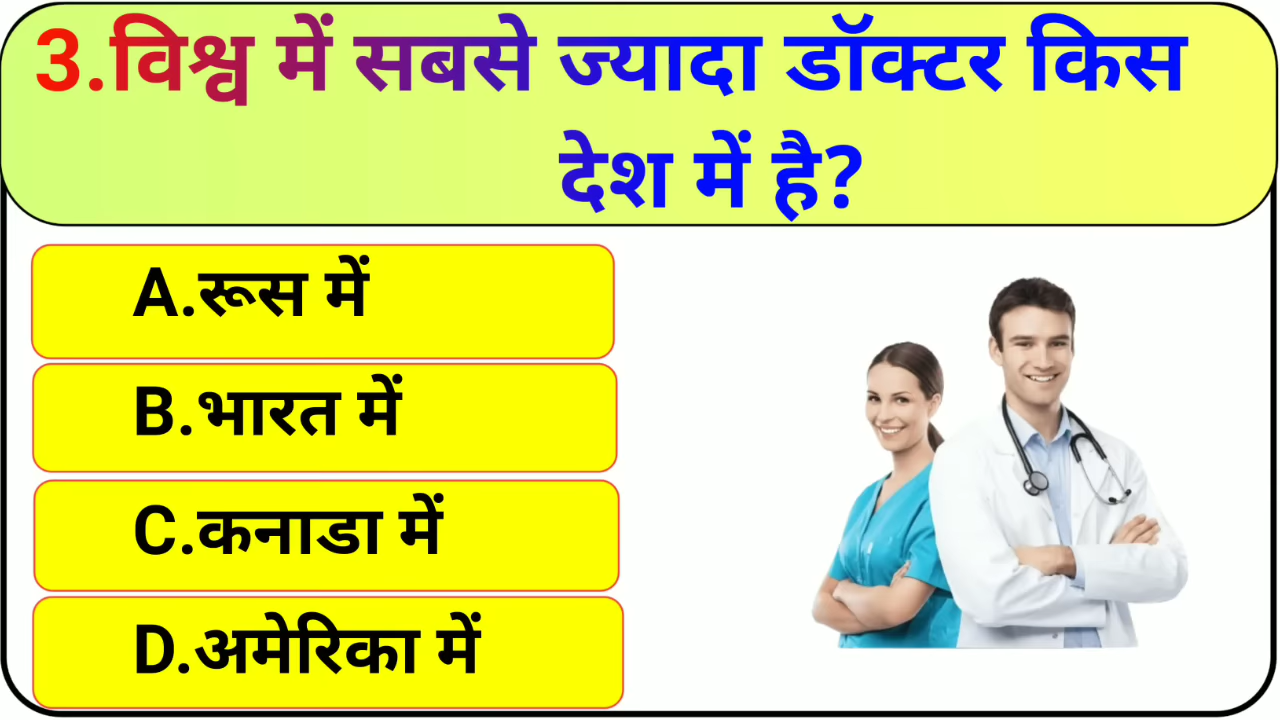 3.विश्व में सबसे ज्यादा डॉक्टर किस
देश में है?
A.रूस में
B.भारत में
C.कनाडा में
D.अमेरिका में